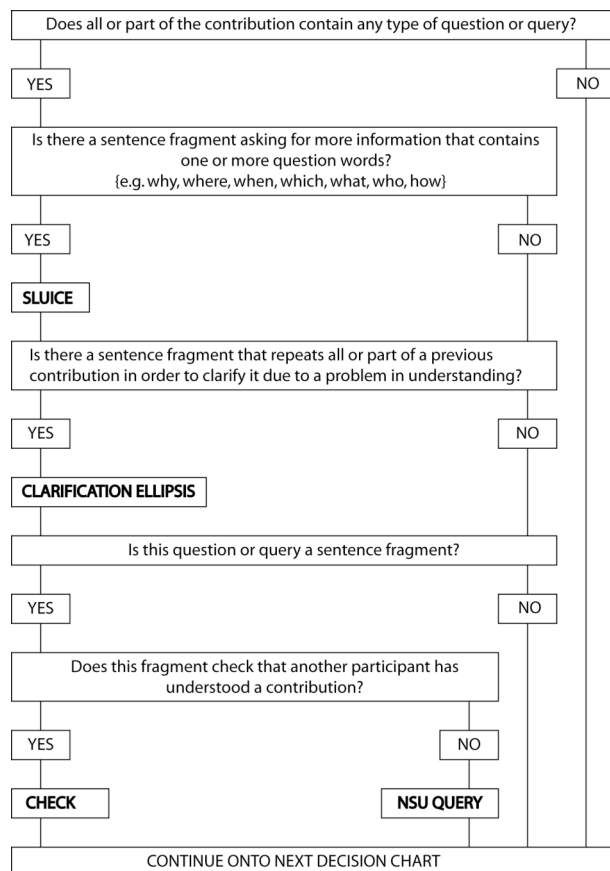 Does all or part of the contribution contain any type of question or query?
YES
NO
Is there a sentence fragment asking for more information that contains
one or more question words?
{e.g. why, where, when, which, what, who, how}
YES
NO
SLUICE
Is there a sentence fragment that repeats all or part of a previous
contribution in order to clarify it due to a problem in understanding?
YES
NO
CLARIFICATION ELLIPSIS
Is this question or query a sentence fragment?
YES
NO
Does this fragment check that another participant has
understood a contribution?
YES
NO
CHECK
NSU QUERY
CONTINUE ONTO NEXT DECISION CHART